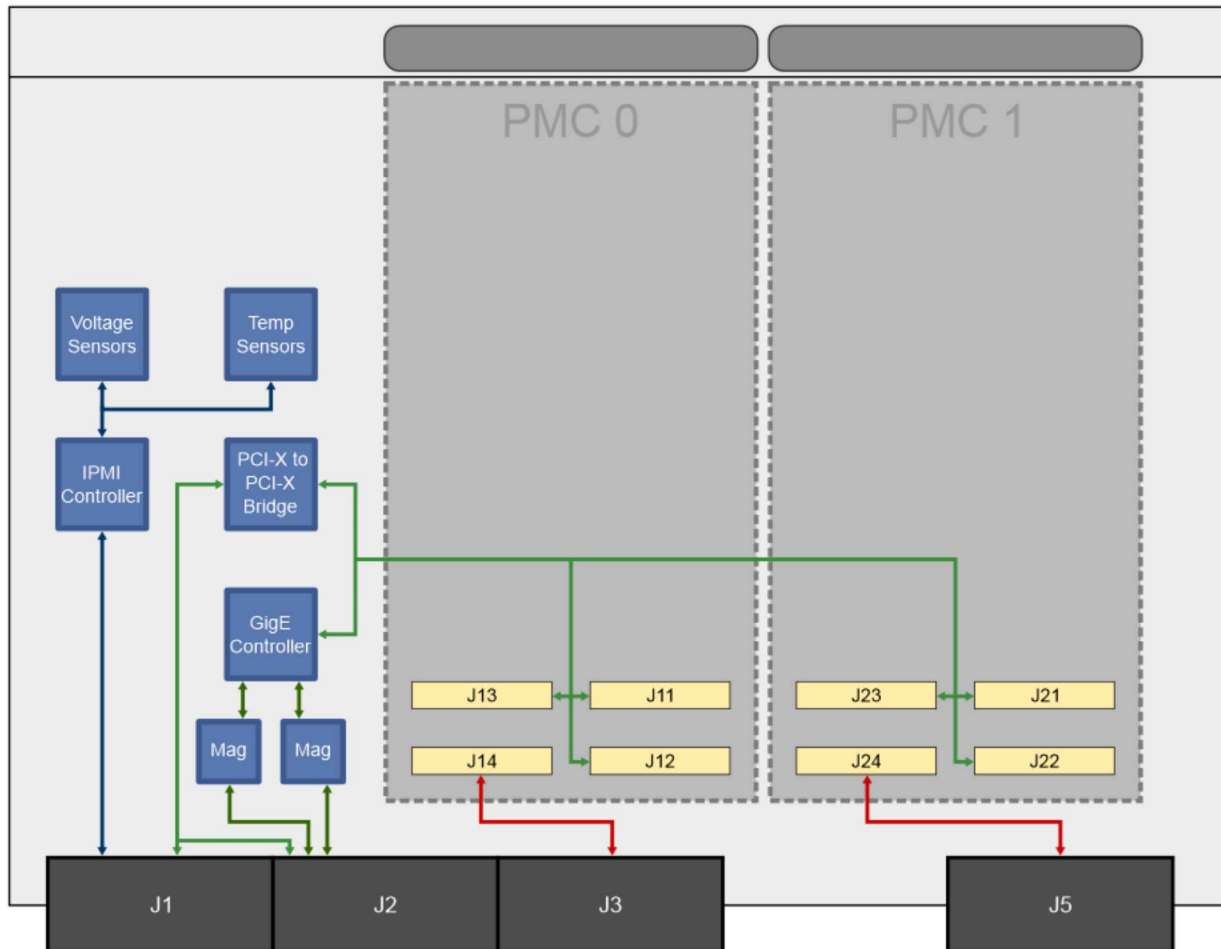 PMC 0
PMC 1
Voltage
Sensors
Temp
Sensors
IPMI
Controller
PCI-X to
PCI-X
Bridge
GigE
Controller
Mag
Mag
J13
J11
J14
J12
J23
J21
J24
J22
J1
J2
J3
J5